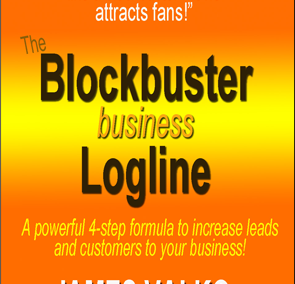 attracts fans!”
The
Blockbuster
business
Logline
A powerful 4-step formula to increase leads
and customers to your business!